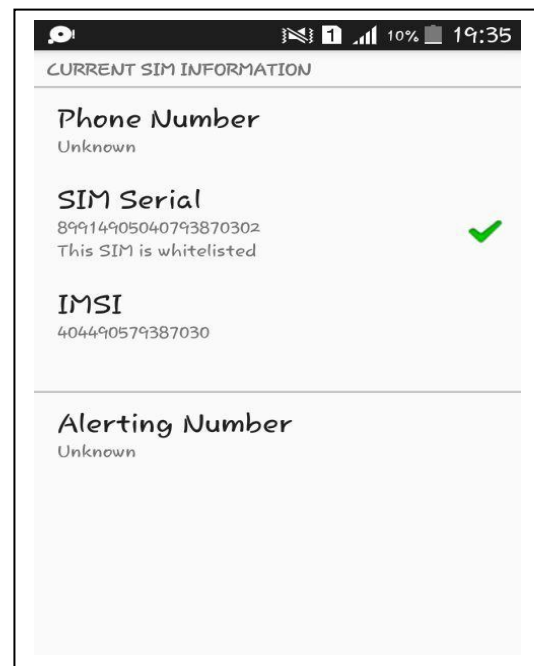 1 10% 19:35
CURRENT SIM INFORMATION
Phone Number
Unknown
SIM Serial
89914905040793870302
This SIM is whitelisted
IMSI
404490579387030
Alerting Number
Unknown